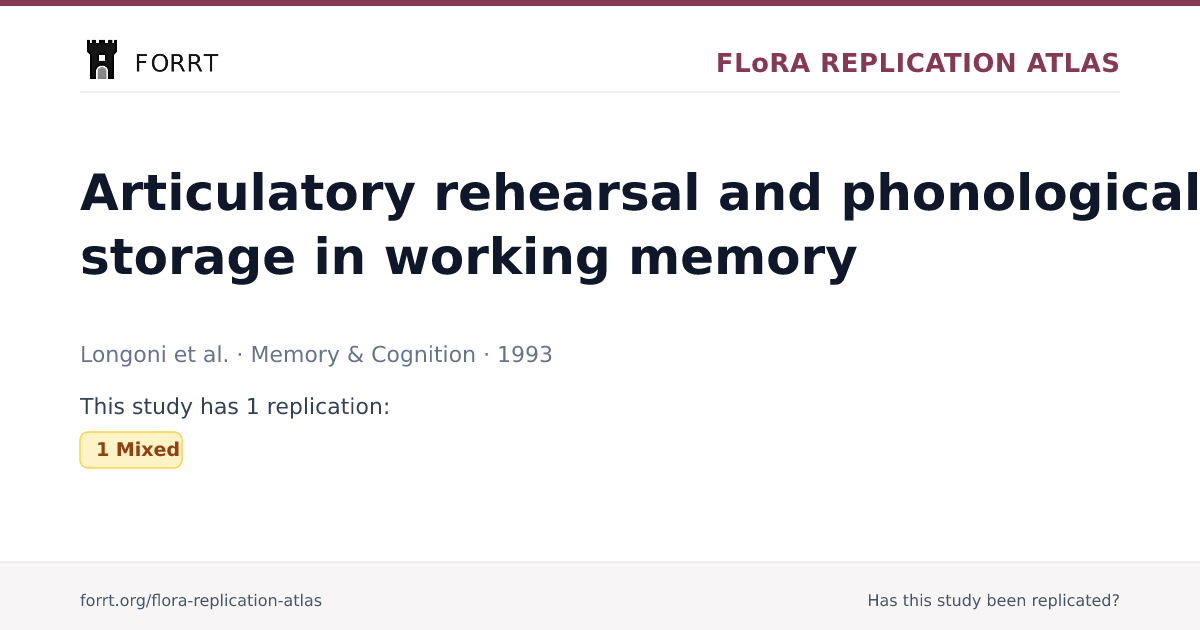 FORRT
FLoRA REPLICATION ATLAS
Articulatory rehearsal and phonological
storage in working memory
Longoni et al. · Memory & Cognition · 1993
This study has 1 replication:
1 Mixed
forrt.org/flora-replication-atlas
Has this study been replicated?